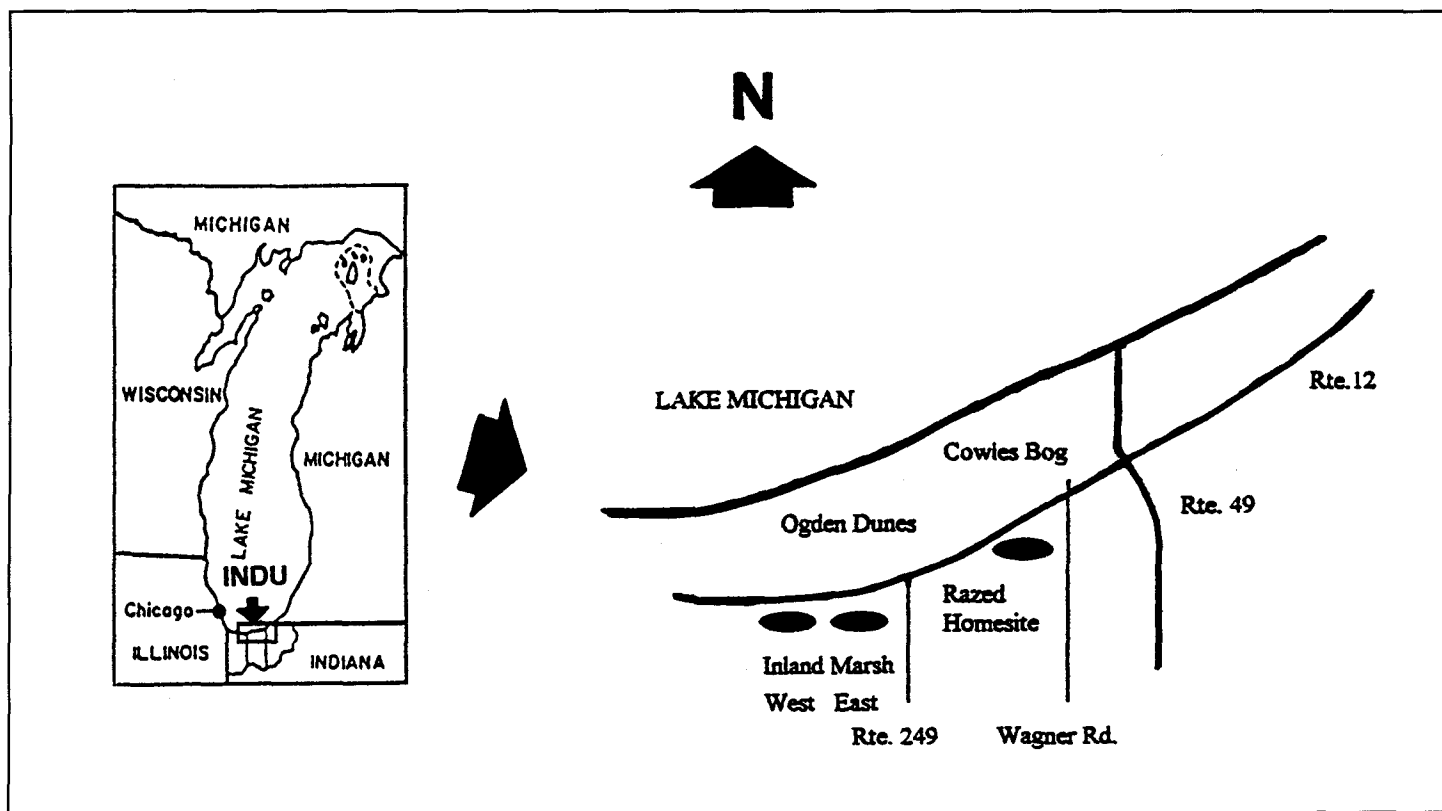 N
MICHIGAN
WISCONSIN
LAKE MICHIGAN
MICHIGAN
INDU
Chicago
ILLINOIS
INDIANA
LAKE MICHIGAN
Rte.12
Cowies Bog
Rte. 49
Ogden Dunes
Razed
Homesite
Inland Marsh
West East
Rte. 249
Wagner Rd.